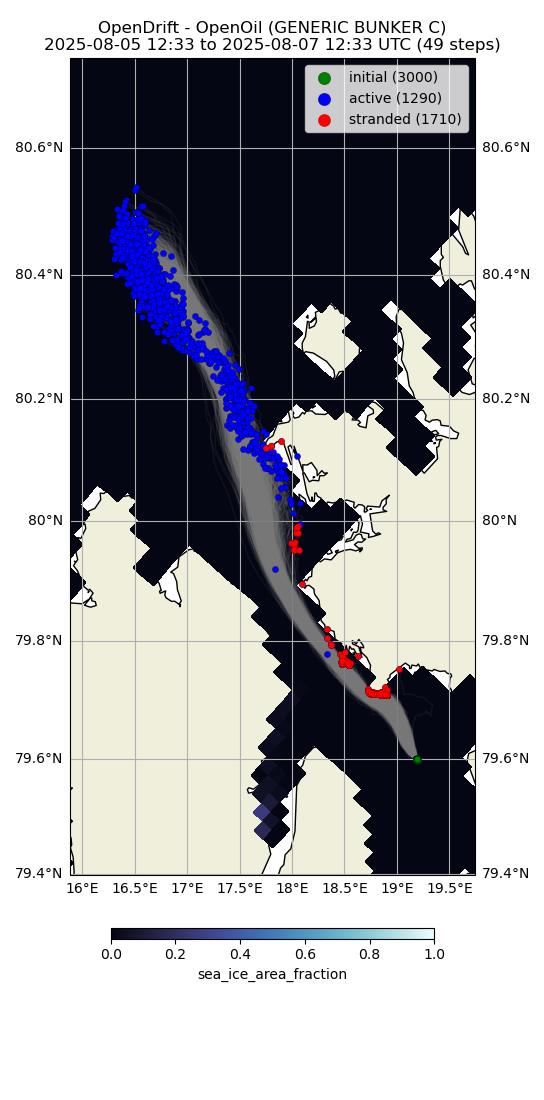 OpenDrift - OpenOil (GENERIC BUNKER C)
2025-08-05 12:33 to 2025-08-07 12:33 UTC (49 steps)
initial (3000)
active (1290)
stranded (1710)
80.6°N 80.6°N
80.4°N 80.4°N
80.2°N 80.2°N
80°N 80°N
79.8°N 79.8°N
79.6°N 79.6°N
79.4°N 79.4°N
16°E 16.5°E 17°E 17.5°E 18°E 18.5°E 19°E 19.5°E
0.0 0.2 0.4 0.6 0.8 1.0
sea_ice_area_fraction